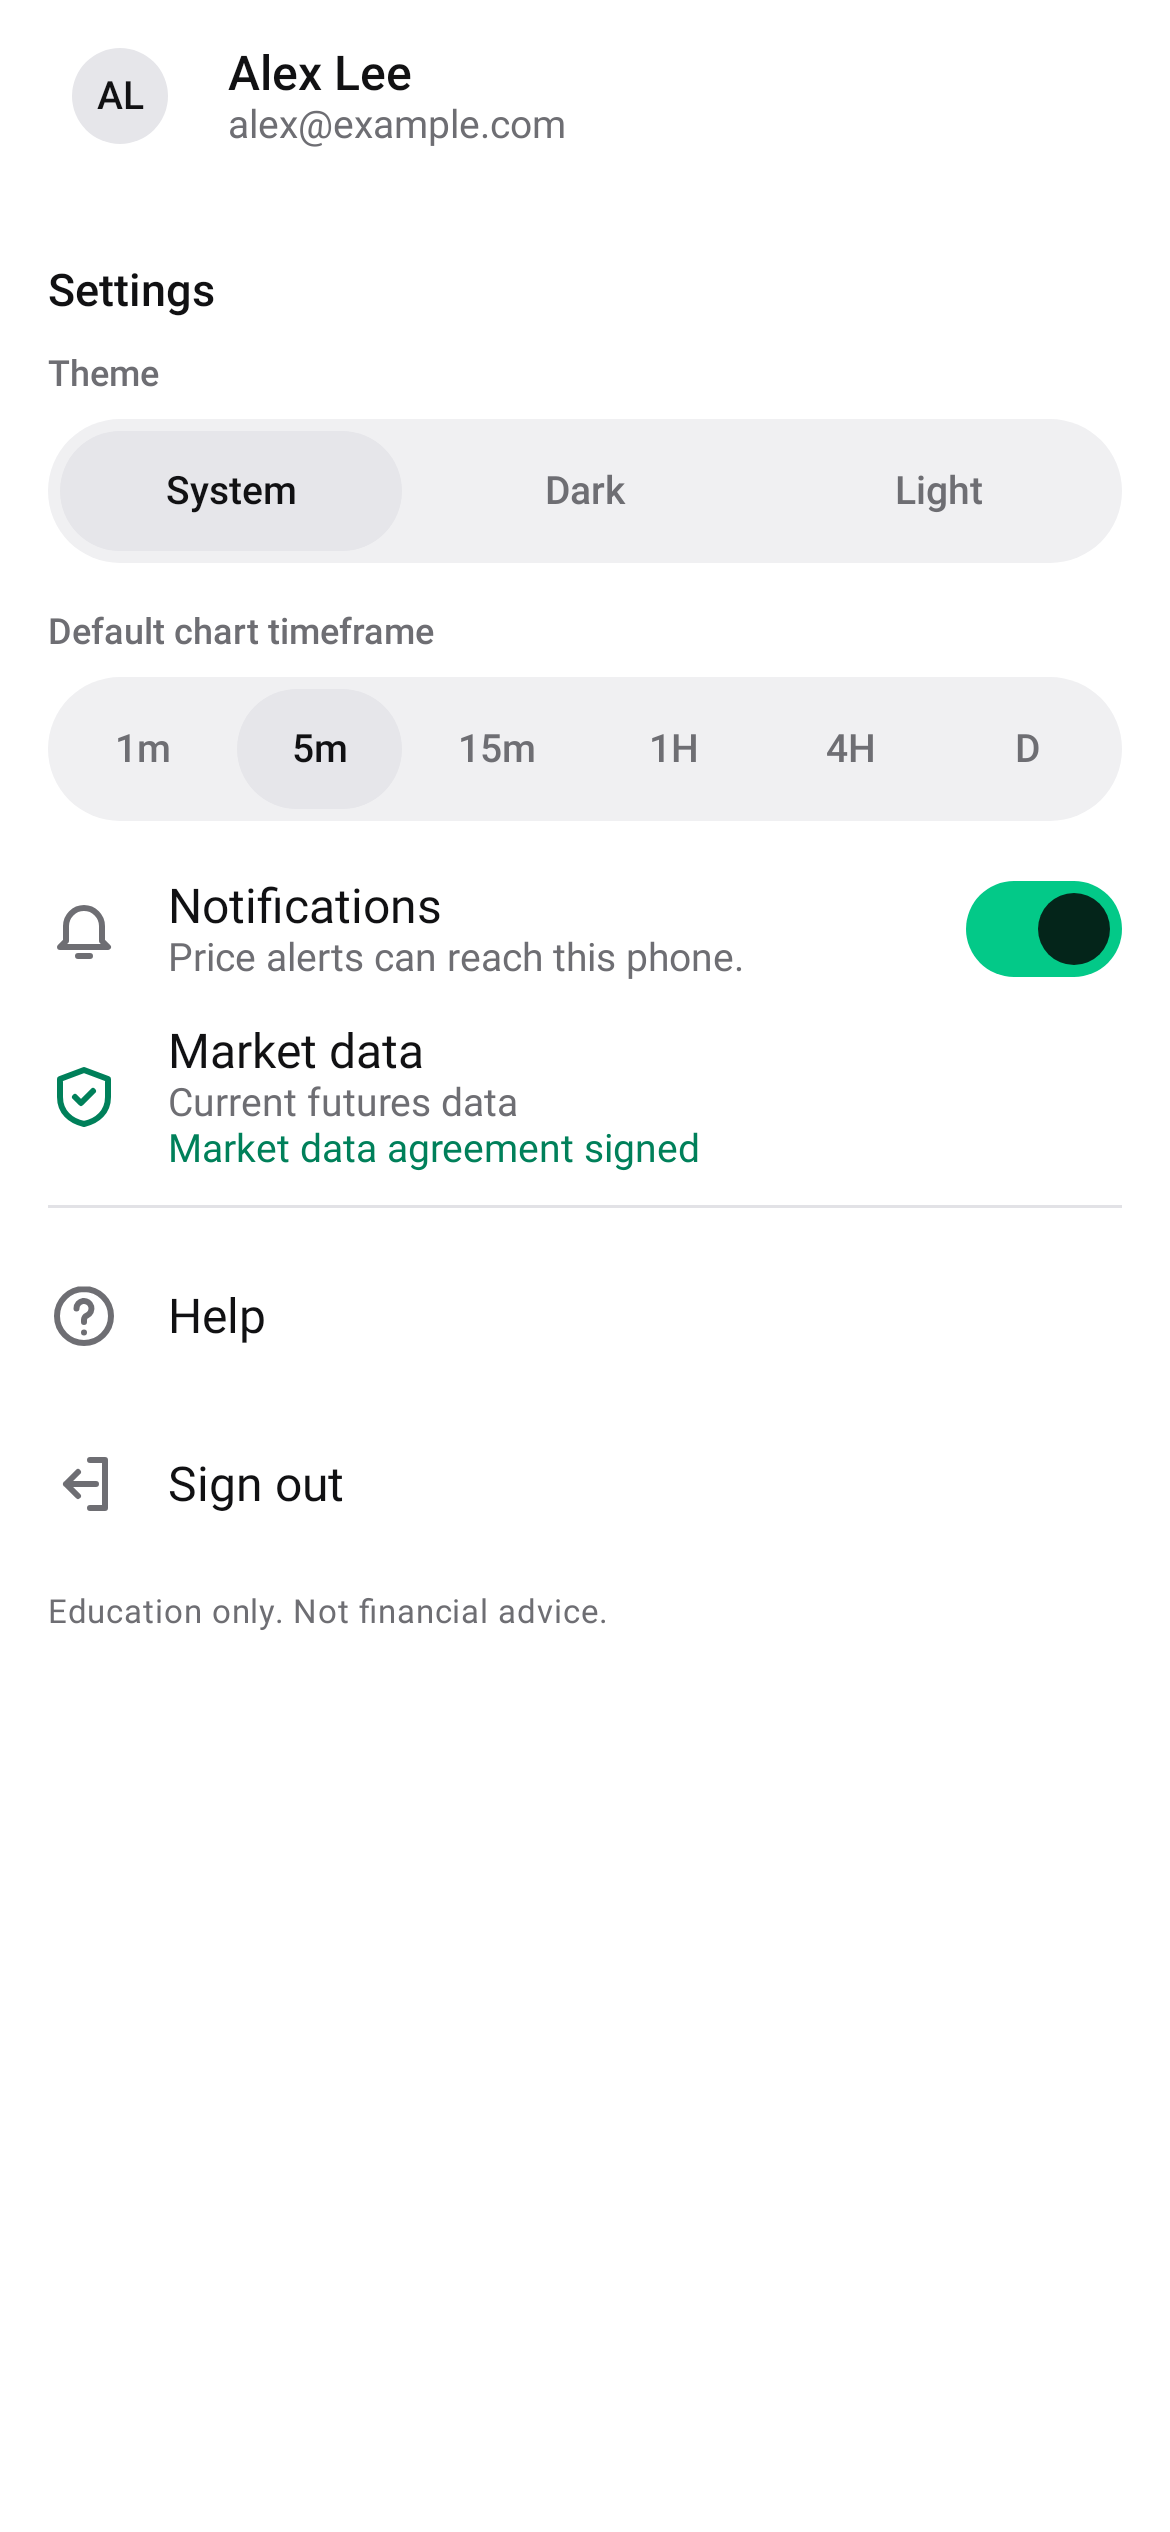 AL
Alex Lee
alex@example.com
Settings
Theme
System Dark Light
Default chart timeframe
1m 5m 15m 1H 4H D
Notifications
Price alerts can reach this phone.
Market data
Current futures data
Market data agreement signed
Help
Sign out
Education only. Not financial advice.